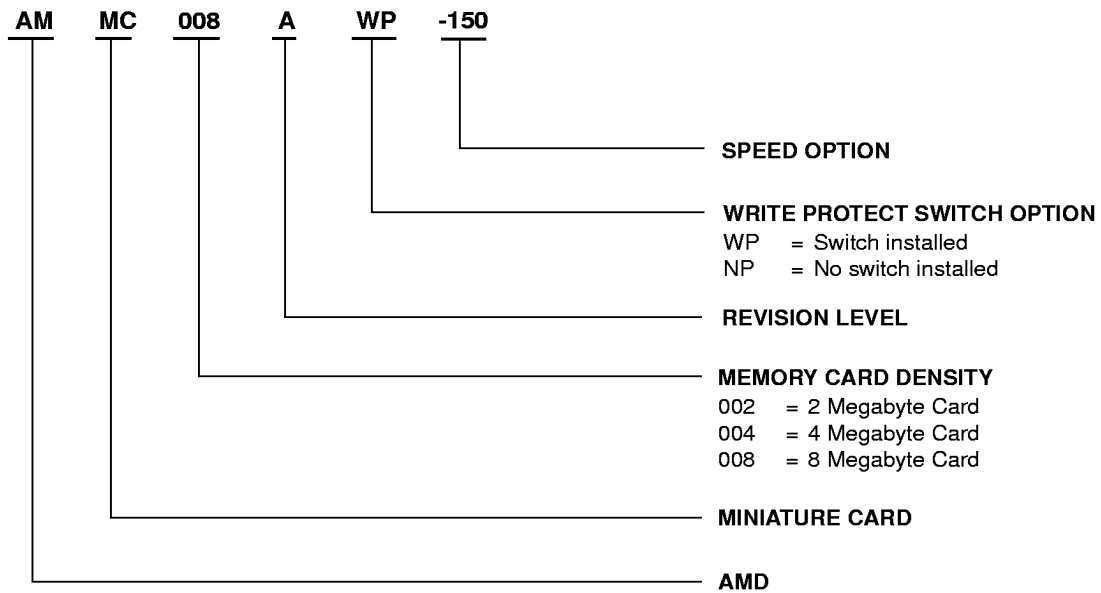 AM MC 008 A WP -150
SPEED OPTION
WRITE PROTECT SWITCH OPTION
WP = Switch installed
NP = No switch installed
REVISION LEVEL
MEMORY CARD DENSITY
002 = 2 Megabyte Card
004 = 4 Megabyte Card
008 = 8 Megabyte Card
MINIATURE CARD
AMD